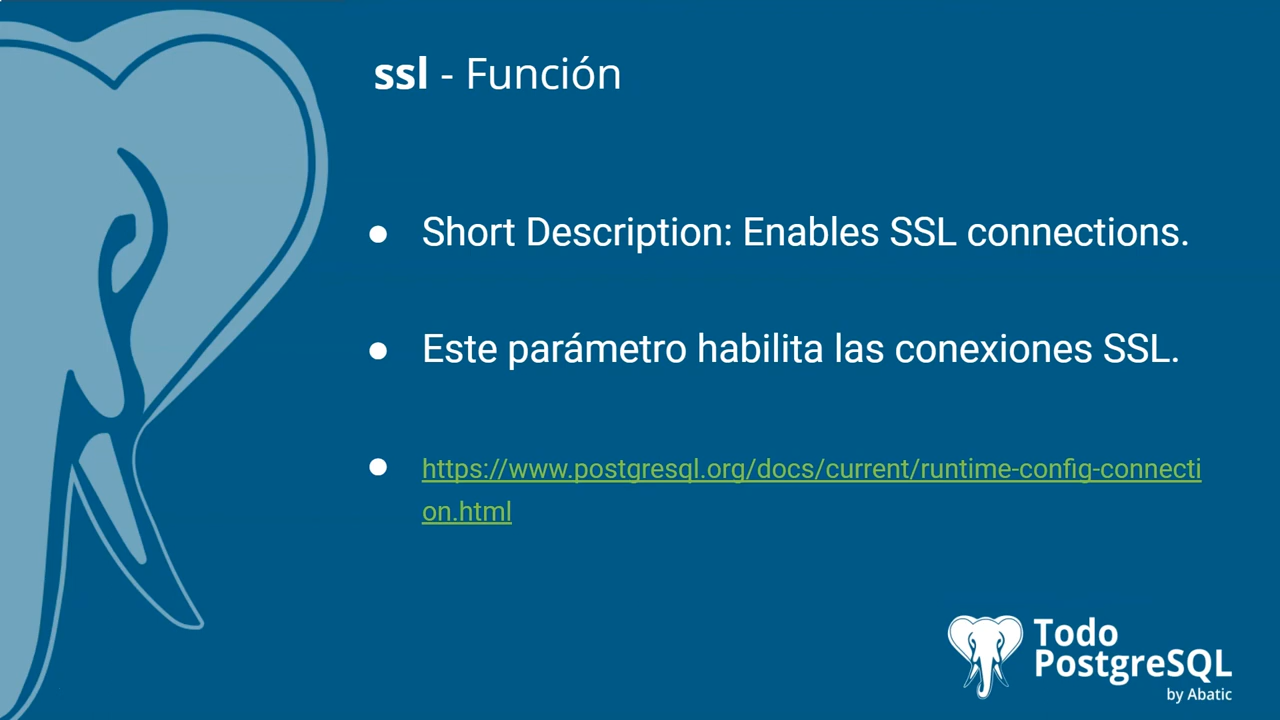 ssl - Función
● Short Description: Enables SSL connections.
● Este parámetro habilita las conexiones SSL.
● https://www.postgresql.org/docs/current/runtime-config-connecti
on.html
Todo
PostgreSQL
by Abatic